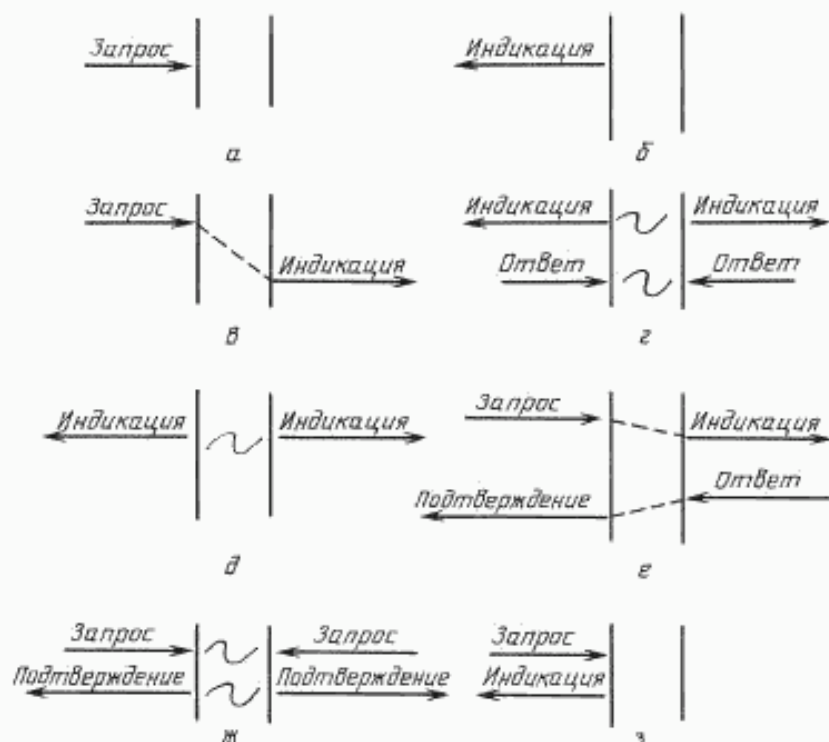 Запрос
Индикация
а
б
Запрос
Индикация
Индикация
Индикация
Ответ
Ответ
в
г
Индикация
Индикация
Запрос
Индикация
Подтверждение
Ответ
д
е
Запрос
Запрос
Подтверждение
Подтверждение
Запрос
Индикация
ж
з